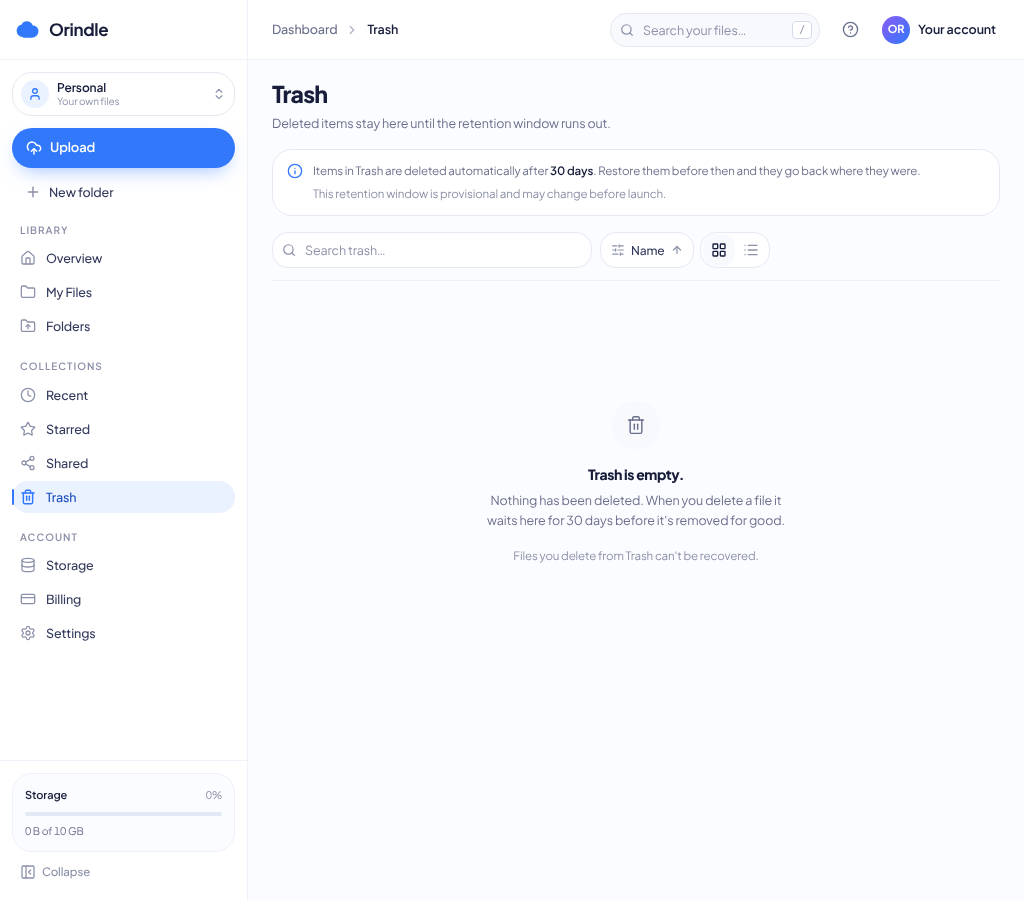 Orindle
Dashboard
Trash
Search your files...
/
OR
Your account
Personal
Your own files
Upload
New folder
LIBRARY
Overview
My Files
Folders
COLLECTIONS
Recent
Starred
Shared
Trash
ACCOUNT
Storage
Billing
Settings
Storage
0%
0 B of 10 GB
Collapse
Trash
Deleted items stay here until the retention window runs out.
Items in Trash are deleted automatically after 30 days. Restore them before then and they go back where they were.
This retention window is provisional and may change before launch.
Search trash...
Name
Trash is empty.
Nothing has been deleted. When you delete a file it
waits here for 30 days before it's removed for good.
Files you delete from Trash can't be recovered.